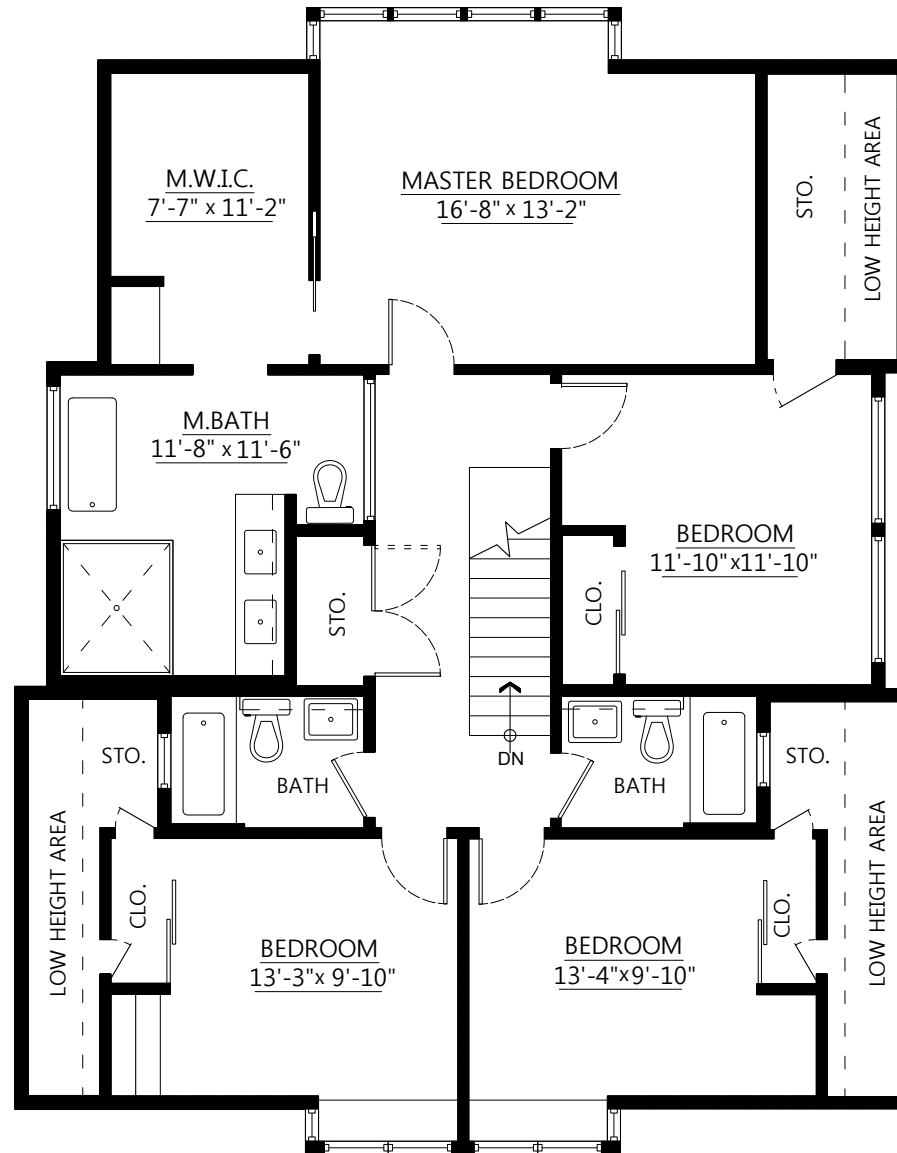 M.W.I.C.
7'-7" x 11'-2"
MASTER BEDROOM
16'-8" x 13'-2"
STO.
LOW HEIGHT AREA
M.BATH
11'-8" x 11'-6"
BEDROOM
11'-10"x11'-10"
CLO.
STO.
DN
STO.
BATH
BATH
STO.
LOW HEIGHT AREA
CLO.
BEDROOM
13'-3"x 9'-10"
BEDROOM
13'-4"x9'-10"
CLO.
LOW HEIGHT AREA